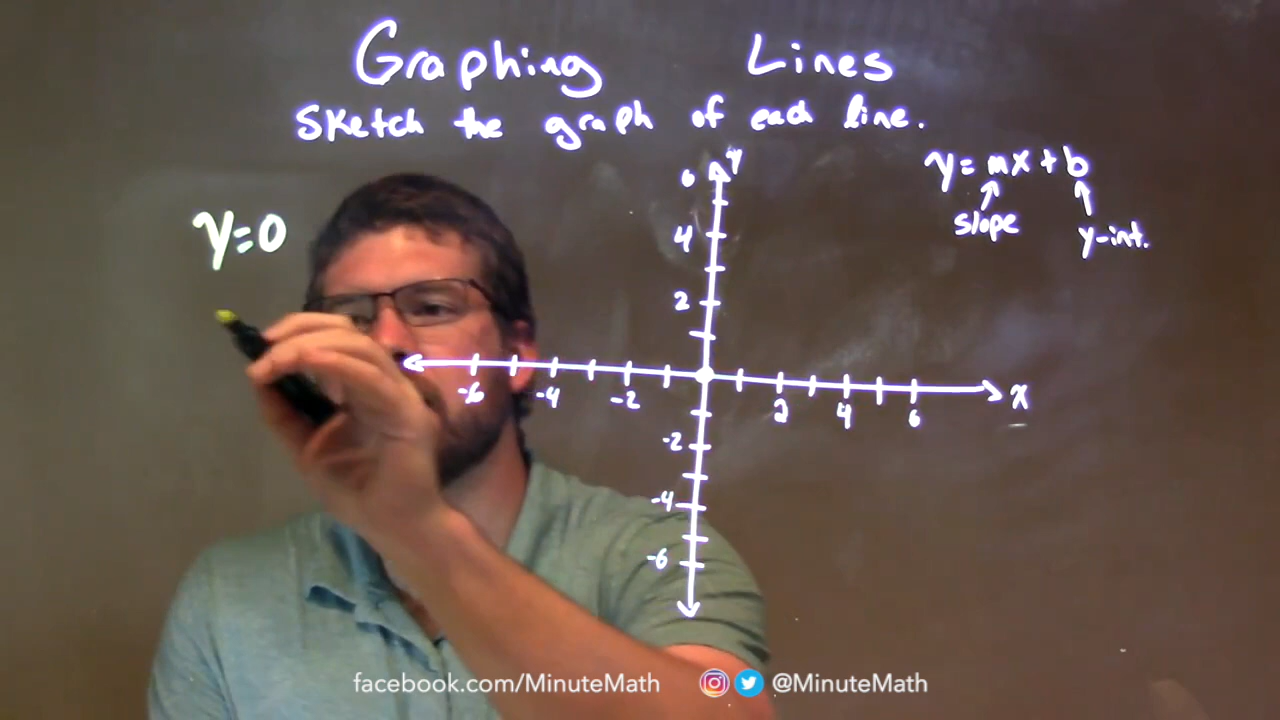 Graphing Lines
Sketch the graph of each line.
y = mx + b
slope
y-int.
y=0
y
6
4
2
-6 -4 -2 2 4 6 x
-2
-4
-6
facebook.com/MinuteMath @MinuteMath